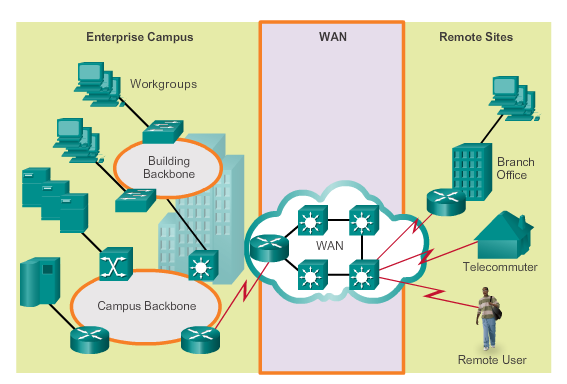 Enterprise Campus
WAN
Remote Sites
Workgroups
Building
Backbone
Branch
Office
WAN
Telecommuter
Campus Backbone
Remote User